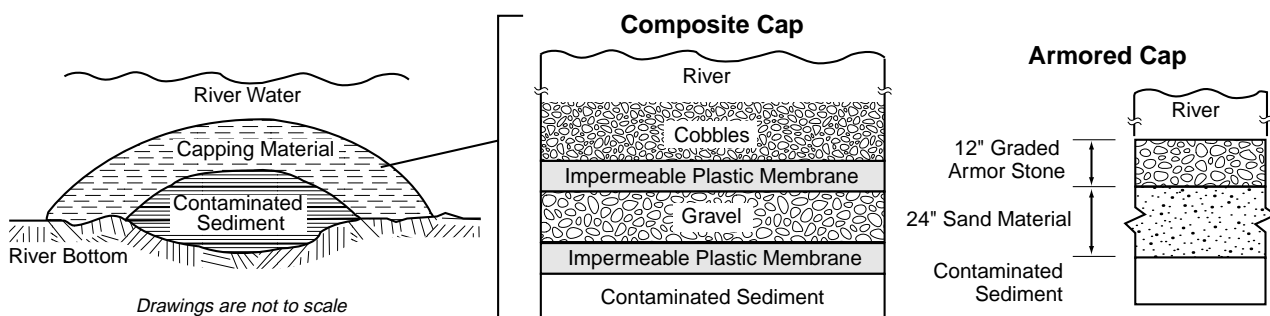 River Water
Capping Material
Contaminated
Sediment
River Bottom
Drawings are not to scale
Composite Cap
River
Cobbles
Impermeable Plastic Membrane
Gravel
Impermeable Plastic Membrane
Contaminated Sediment
Armored Cap
River
12" Graded
Armor Stone
24" Sand Material
Contaminated
Sediment